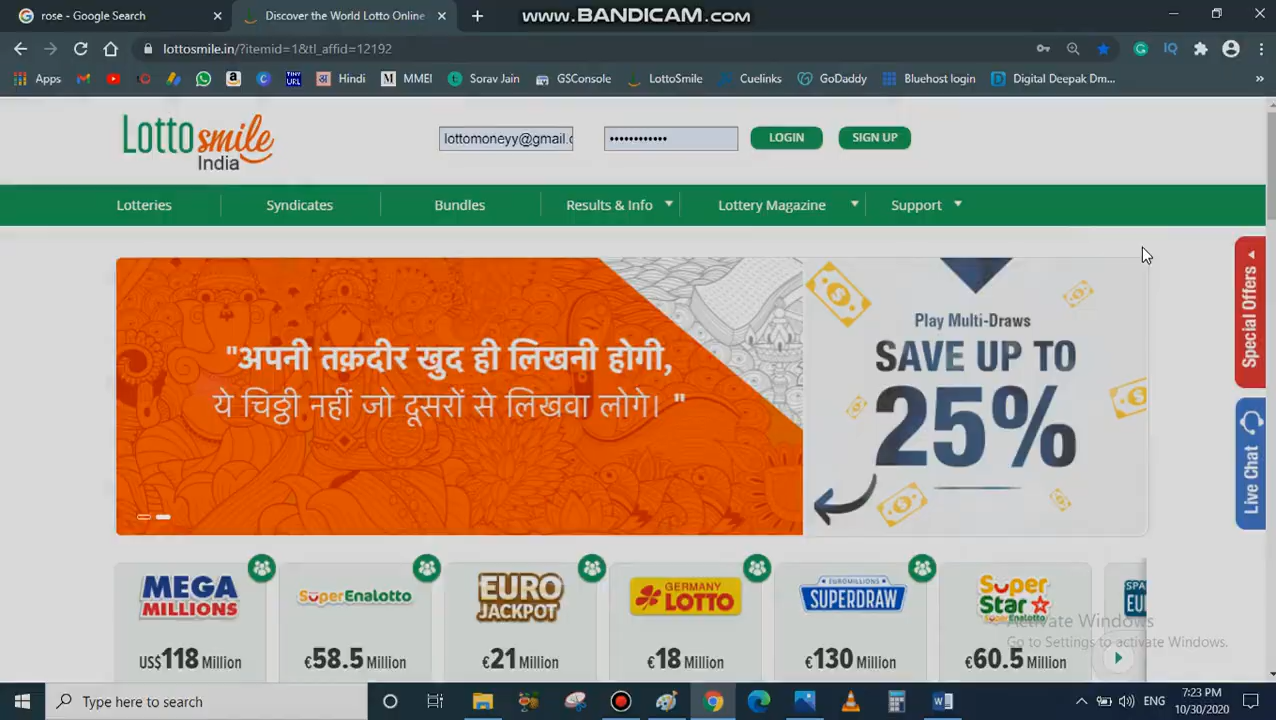 rose - Google Search
Discover the World Lotto Online
www.BANDICAM.com
lottosmile.in/?itemid=1&tl_affid=12192
Apps
Hindi
MMEI
Sorav Jain
GSConsole
LottoSmile
Cuelinks
GoDaddy
Bluehost login
Digital Deepak Dm...
Lotto smile
India
lottomoneyy@gmail.c
LOGIN
SIGN UP
Lotteries
Syndicates
Bundles
Results & Info
Lottery Magazine
Support
"अपनी तक़दीर खुद ही लिखनी होगी,
ये चिठ्ठी नहीं जो दूसरों से लिखवा लोगे। "
Play Multi-Draws
SAVE UP TO
25%
Special Offers
Live Chat
MEGA
MILLIONS
US$118 Million
SuperEnalotto
€58.5 Million
EURO
JACKPOT
€21 Million
GERMANY
LOTTO
€18 Million
EUROMILLIONS
SUPERDRAW
€130 Million
Super
Star
SuperEnalotto
€60.5 Million
Activate Windows
Go to Settings to activate Windows.
Type here to search
ENG
7:23 PM
10/30/2020